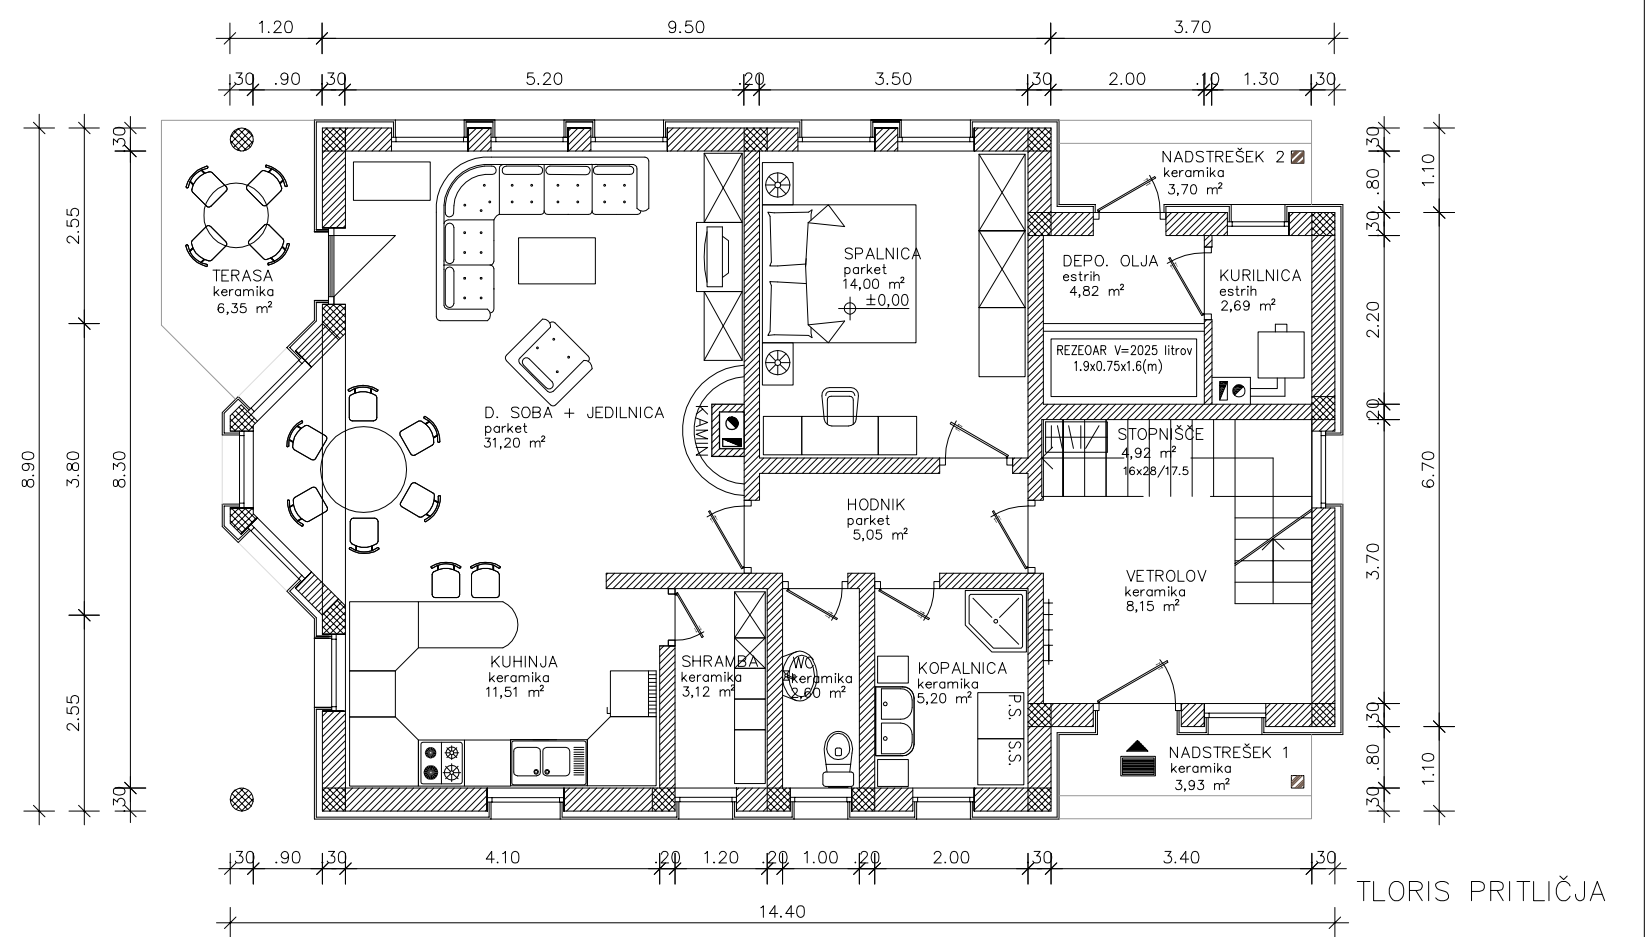 1.20 9.50 3.70
.30 .90 .30 5.20 .20 3.50 .30 2.00 .10 1.30 .30
8.90
2.55
3.80
2.55
.30
8.30
.30
TERASA
keramika
6,35 m²
D. SOBA + JEDILNICA
parket
31,20 m²
KAMIN
SPALNICA
parket
14,00 m²
±0,00
NADSTREŠEK 2
keramika
3,70 m²
DEPO. OLJA
estrih
4,82 m²
KURILNICA
estrih
2,69 m²
REZEOAR V=2025 litrov
1.9x0.75x1.6(m)
STOPNIŠČE
4,92 m²
16x28/17.5
HODNIK
parket
5,05 m²
VETROLOV
keramika
8,15 m²
KUHINJA
keramika
11,51 m²
SHRAMBA
keramika
3,12 m²
WC
keramika
2,60 m²
KOPALNICA
keramika
5,20 m²
P.S.
S.S.
NADSTREŠEK 1
keramika
3,93 m²
.30
.80
.30
2.20
.20
3.70
.30
.80
.30
1.10
6.70
1.10
.30 .90 .30 4.10 .20 1.20 .20 1.00 .20 2.00 .30 3.40 .30
14.40
TLORIS PRITLIČJA